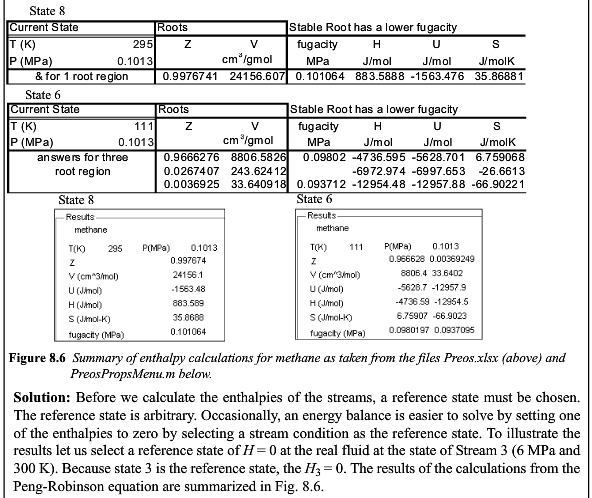 State 8
Current State Roots Stable Root has a lower fugacity
T (K) 295 Z V fugacity H U S
P (MPa) 0.1013 cm³/gmol MPa J/mol J/mol J/molK
& for 1 root region 0.9976741 24156.607 0.101064 883.5888 -1563.476 35.86881
State 6
Current State Roots Stable Root has a lower fugacity
T (K) 111 Z V fugacity H U S
P (MPa) 0.1013 cm³/gmol MPa J/mol J/mol J/molK
answers for three 0.9666276 8806.5826 0.09802 -4736.595 -5628.701 6.759068
root region 0.0267407 243.62412 -6972.974 -6997.653 -26.6613
0.0036925 33.640918 0.093712 -12954.48 -12957.88 -66.90221
State 8
Results
methane
T(K) 295 P(MPa) 0.1013
Z 0.997674
V (cm^3/mol) 24156.1
U (J/mol) -1563.48
H (J/mol) 883.589
S (J/mol-K) 35.8688
fugacity (MPa) 0.101064
State 6
Results
methane
T(K) 111 P(MPa) 0.1013
Z 0.966628 0.00369249
V (cm^3/mol) 8806.4 33.6402
U (J/mol) -5628.7 -12957.9
H (J/mol) -4736.59 -12954.5
S (J/mol-K) 6.75907 -66.9023
fugacity (MPa) 0.0980197 0.0937095
Figure 8.6 Summary of enthalpy calculations for methane as taken from the files Preos.xlsx (above) and
PreosPropsMenu.m below.
Solution: Before we calculate the enthalpies of the streams, a reference state must be chosen.
The reference state is arbitrary. Occasionally, an energy balance is easier to solve by setting one
of the enthalpies to zero by selecting a stream condition as the reference state. To illustrate the
results let us select a reference state of H = 0 at the real fluid at the state of Stream 3 (6 MPa and
300 K). Because state 3 is the reference state, the H₃ = 0. The results of the calculations from the
Peng-Robinson equation are summarized in Fig. 8.6.